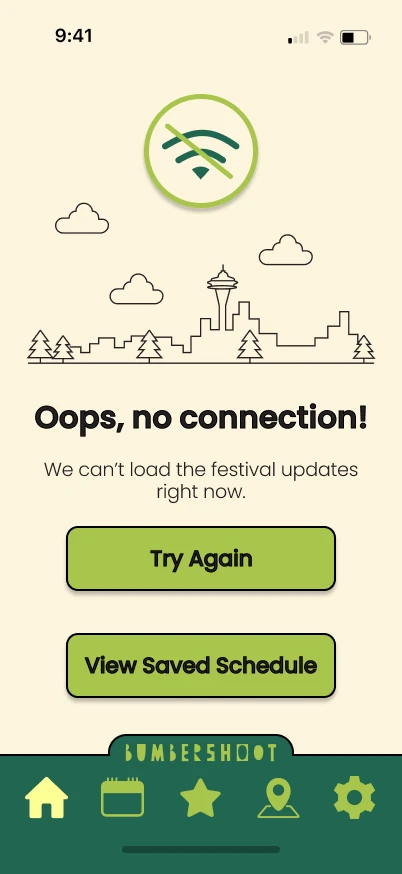 9:41
Oops, no connection!
We can't load the festival updates
right now.
Try Again
View Saved Schedule
BUMBERSHOOT